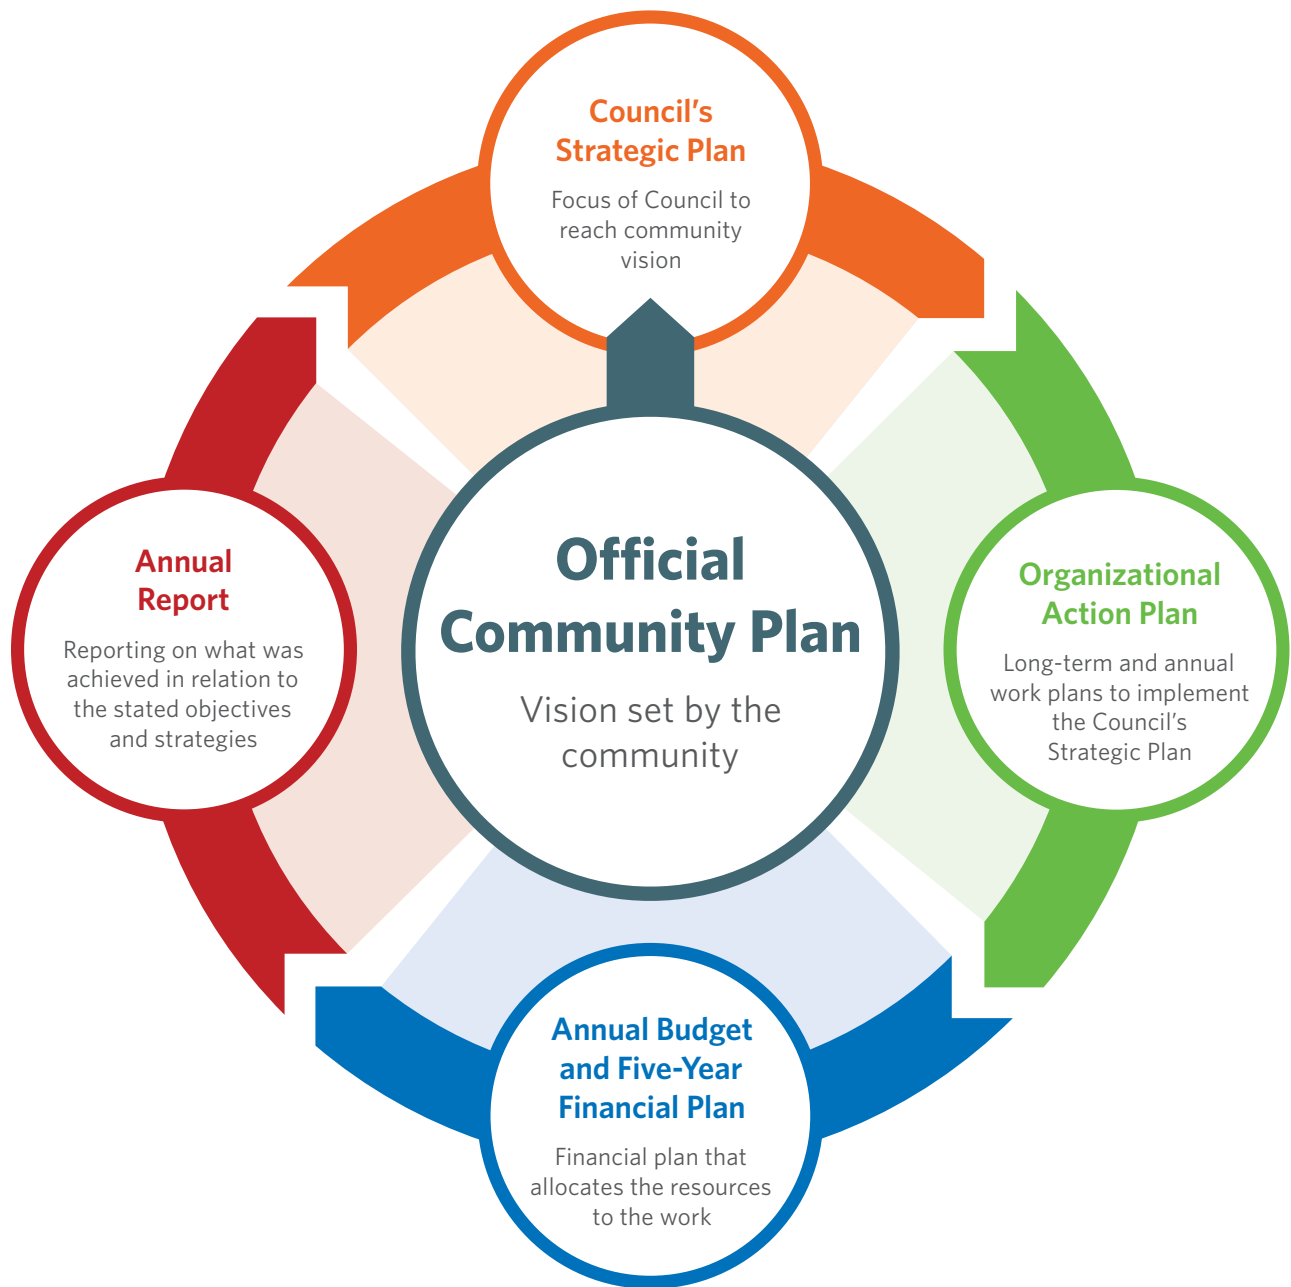 Council’s
Strategic Plan
Focus of Council to
reach community
vision
Official
Community Plan
Vision set by the
community
Organizational
Action Plan
Long-term and annual
work plans to implement
the Council’s
Strategic Plan
Annual Budget
and Five-Year
Financial Plan
Financial plan that
allocates the resources
to the work
Annual
Report
Reporting on what was
achieved in relation to
the stated objectives
and strategies